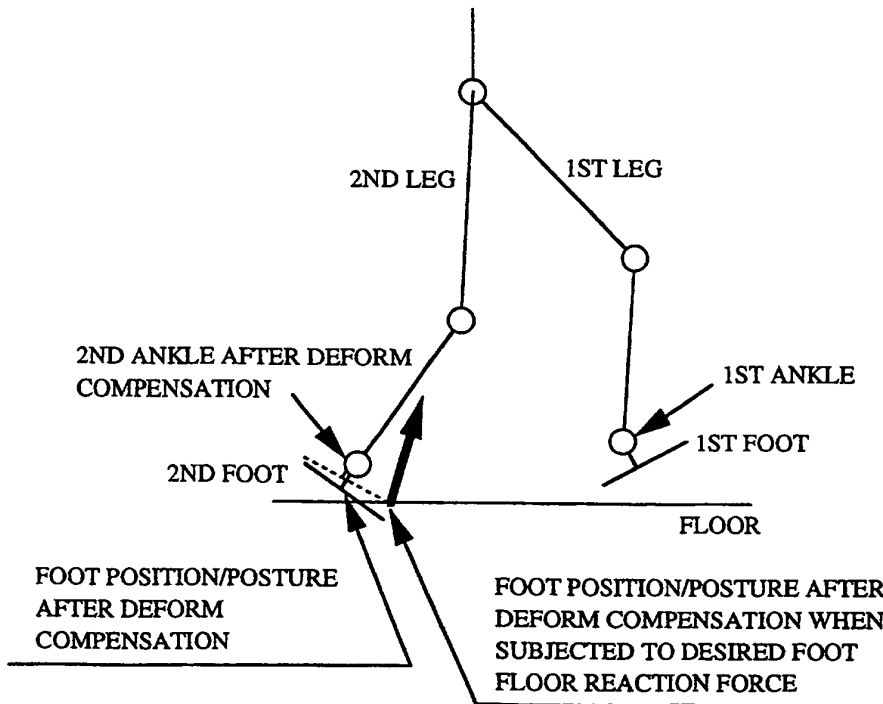 2ND LEG
1ST LEG
2ND ANKLE AFTER DEFORM
COMPENSATION
1ST ANKLE
1ST FOOT
2ND FOOT
FLOOR
FOOT POSITION/POSTURE
AFTER DEFORM
COMPENSATION
FOOT POSITION/POSTURE AFTER
DEFORM COMPENSATION WHEN
SUBJECTED TO DESIRED FOOT
FLOOR REACTION FORCE